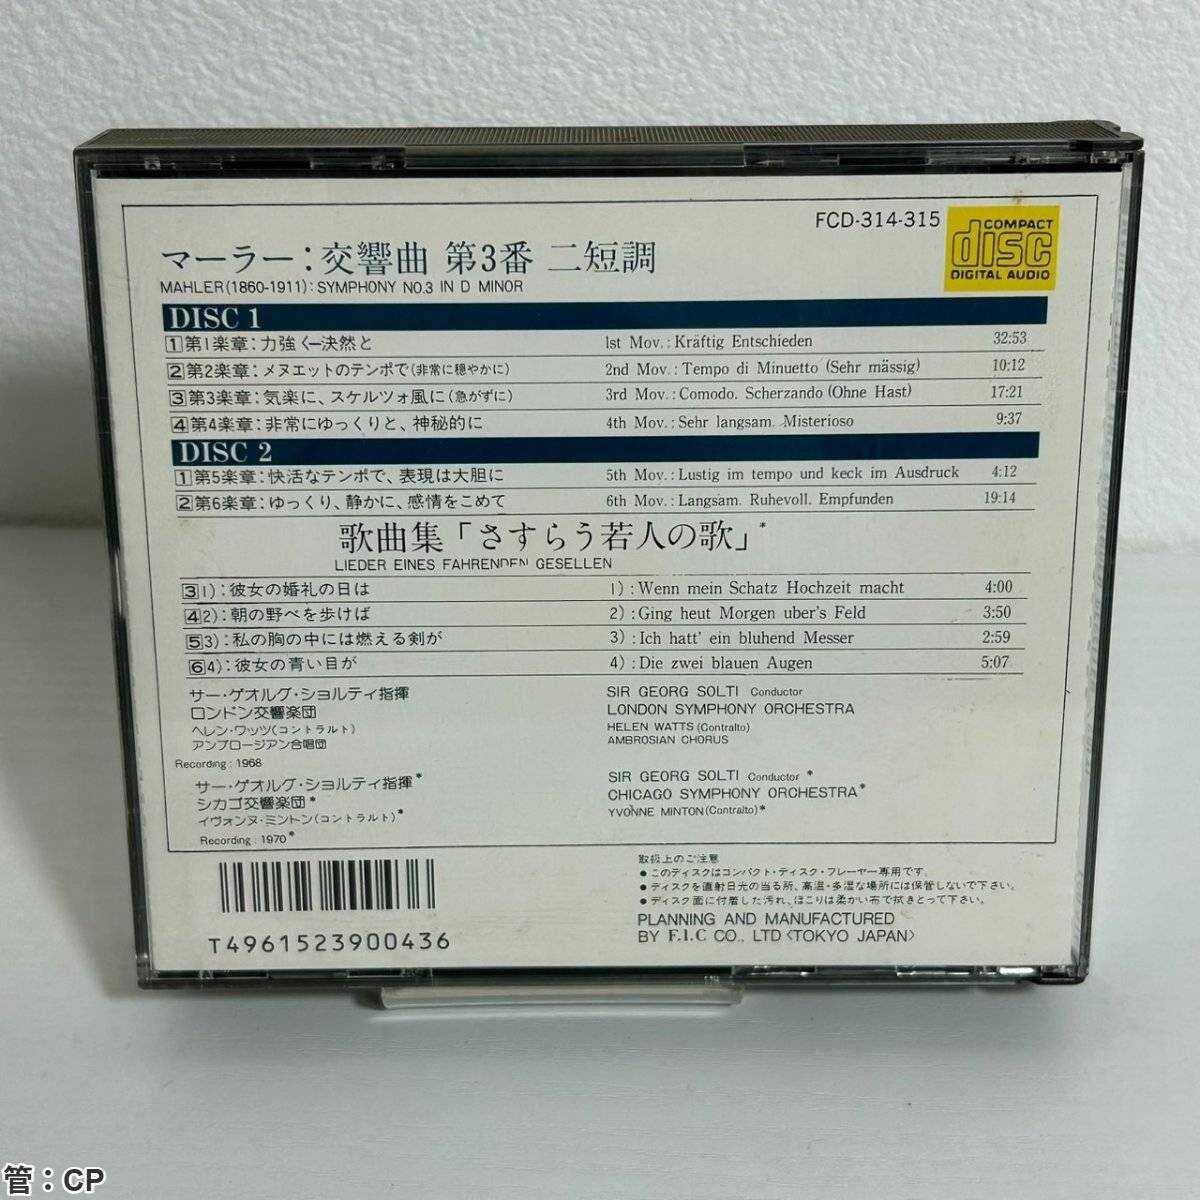 FCD-314-315
COMPACT
disc
DIGITAL AUDIO
マーラー：交響曲 第3番 二短調
MAHLER(1860-1911): SYMPHONY NO.3 IN D MINOR
DISC 1
1 第1楽章：力強く—決然と 1st Mov.: Kräftig Entschieden 32:53
2 第2楽章：メヌエットのテンポで(非常に穏やかに) 2nd Mov.: Tempo di Minuetto (Sehr mässig) 10:12
3 第3楽章：気楽に、スケルツォ風に(急がずに) 3rd Mov.: Comodo. Scherzando (Ohne Hast) 17:21
4 第4楽章：非常にゆっくりと、神秘的に 4th Mov.: Sehr langsam. Misterioso 9:37
DISC 2
1 第5楽章：快活なテンポで、表現は大胆に 5th Mov.: Lustig im tempo und keck im Ausdruck 4:12
2 第6楽章：ゆっくり、静かに、感情をこめて 6th Mov.: Langsam. Ruhevoll. Empfunden 19:14
歌曲集「さすらう若人の歌」*
LIEDER EINES FAHRENDEN GESELLEN
3 1)：彼女の婚礼の日は 1): Wenn mein Schatz Hochzeit macht 4:00
4 2)：朝の野べを歩けば 2): Ging heut Morgen uber's Feld 3:50
5 3)：私の胸の中には燃える剣が 3): Ich hatt' ein bluhend Messer 2:59
6 4)：彼女の青い目が 4): Die zwei blauen Augen 5:07
サー・ゲオルグ・ショルティ指揮 SIR GEORG SOLTI Conductor
ロンドン交響楽団 LONDON SYMPHONY ORCHESTRA
ヘレン・ワッツ(コントラルト) HELEN WATTS (Contralto)
アンブロージアン合唱団 AMBROSIAN CHORUS
Recording: 1968
サー・ゲオルグ・ショルティ指揮* SIR GEORG SOLTI Conductor *
シカゴ交響楽団* CHICAGO SYMPHONY ORCHESTRA*
イヴォンヌ・ミントン(コントラルト)* YVONNE MINTON (Contralto)*
Recording: 1970*
取扱上のご注意
● このディスクはコンパクト・ディスク・プレーヤー専用です。
● ディスクを直射日光の当る所、高温・多湿な場所には保管しないで下さい。
● ディスク面に付着した汚れ、ほこりは柔かい布で拭きとって下さい。
PLANNING AND MANUFACTURED
BY F.I.C CO., LTD <TOKYO JAPAN>
T4961523900436
管：CP